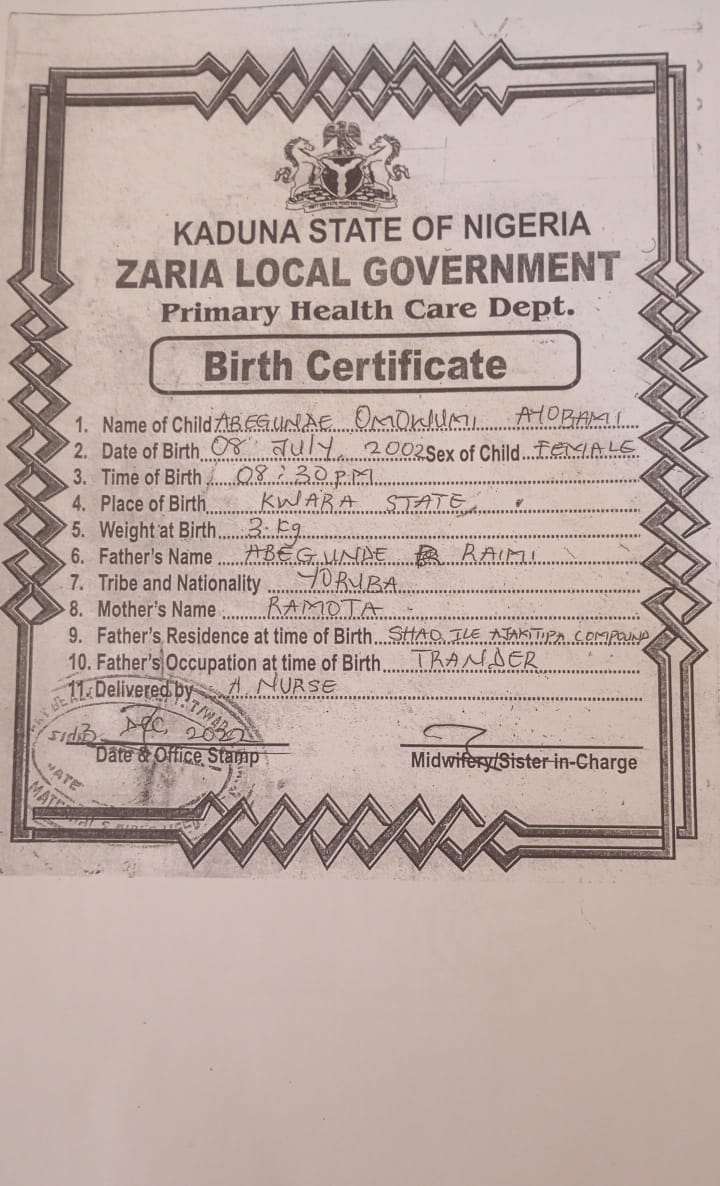 KADUNA STATE OF NIGERIA
ZARIA LOCAL GOVERNMENT
Primary Health Care Dept.
Birth Certificate
1. Name of Child ABEGUNDE OMOWUMI AYOBAMI
2. Date of Birth 08 JULY 2002 Sex of Child FEMALE
3. Time of Birth 08:30 P.M
4. Place of Birth KWARA STATE
5. Weight at Birth 3.kg
6. Father's Name ABEGUNDE RAIMI
7. Tribe and Nationality YORUBA
8. Mother's Name RAMOTA
9. Father's Residence at time of Birth SHAO, ILE AJAKITIPA COMPOUND
10. Father's Occupation at time of Birth TRANDER
11. Delivered by A NURSE
DEC
Date & Office Stamp Midwifery/Sister in-Charge